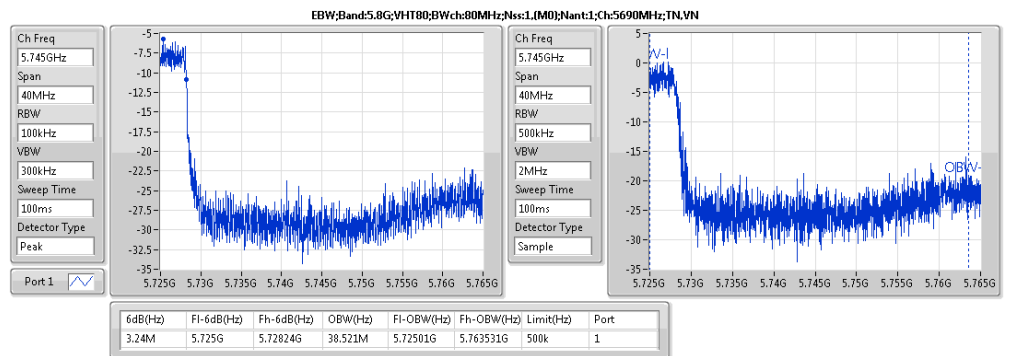 EBW;Band:5.8G;VHT80;BWch:80MHz;Nss:1,(M0);Nant:1;Ch:5690MHz;TN,VN
Ch Freq
5.745GHz
Span
40MHz
RBW
100kHz
VBW
300kHz
Sweep Time
100ms
Detector Type
Peak
Port 1
-5
-7.5
-10
-12.5
-15
-17.5
-20
-22.5
-25
-27.5
-30
-32.5
-35
5.725G 5.73G 5.735G 5.74G 5.745G 5.75G 5.755G 5.76G 5.765G
Ch Freq
5.745GHz
Span
40MHz
RBW
500kHz
VBW
2MHz
Sweep Time
100ms
Detector Type
Sample
5
0
-5
-10
-15
-20
-25
-30
-35
W-l
OBW-
5.725G 5.73G 5.735G 5.74G 5.745G 5.75G 5.755G 5.76G 5.765G
6dB(Hz) Fl-6dB(Hz) Fh-6dB(Hz) OBW(Hz) Fl-OBW(Hz) Fh-OBW(Hz) Limit(Hz) Port
3.24M 5.725G 5.72824G 38.521M 5.72501G 5.763531G 500k 1